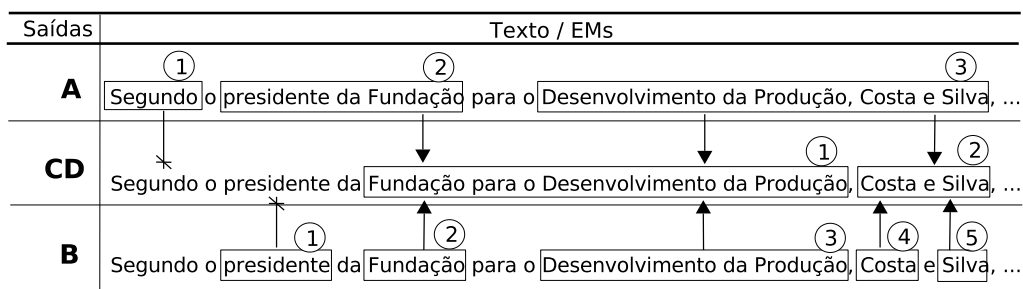 Saídas Texto / EMs
1 2 3
A Segundo o presidente da Fundação para o Desenvolvimento da Produção, Costa e Silva, ...
1 2
CD Segundo o presidente da Fundação para o Desenvolvimento da Produção, Costa e Silva, ...
1 2 3 4 5
B Segundo o presidente da Fundação para o Desenvolvimento da Produção, Costa e Silva, ...